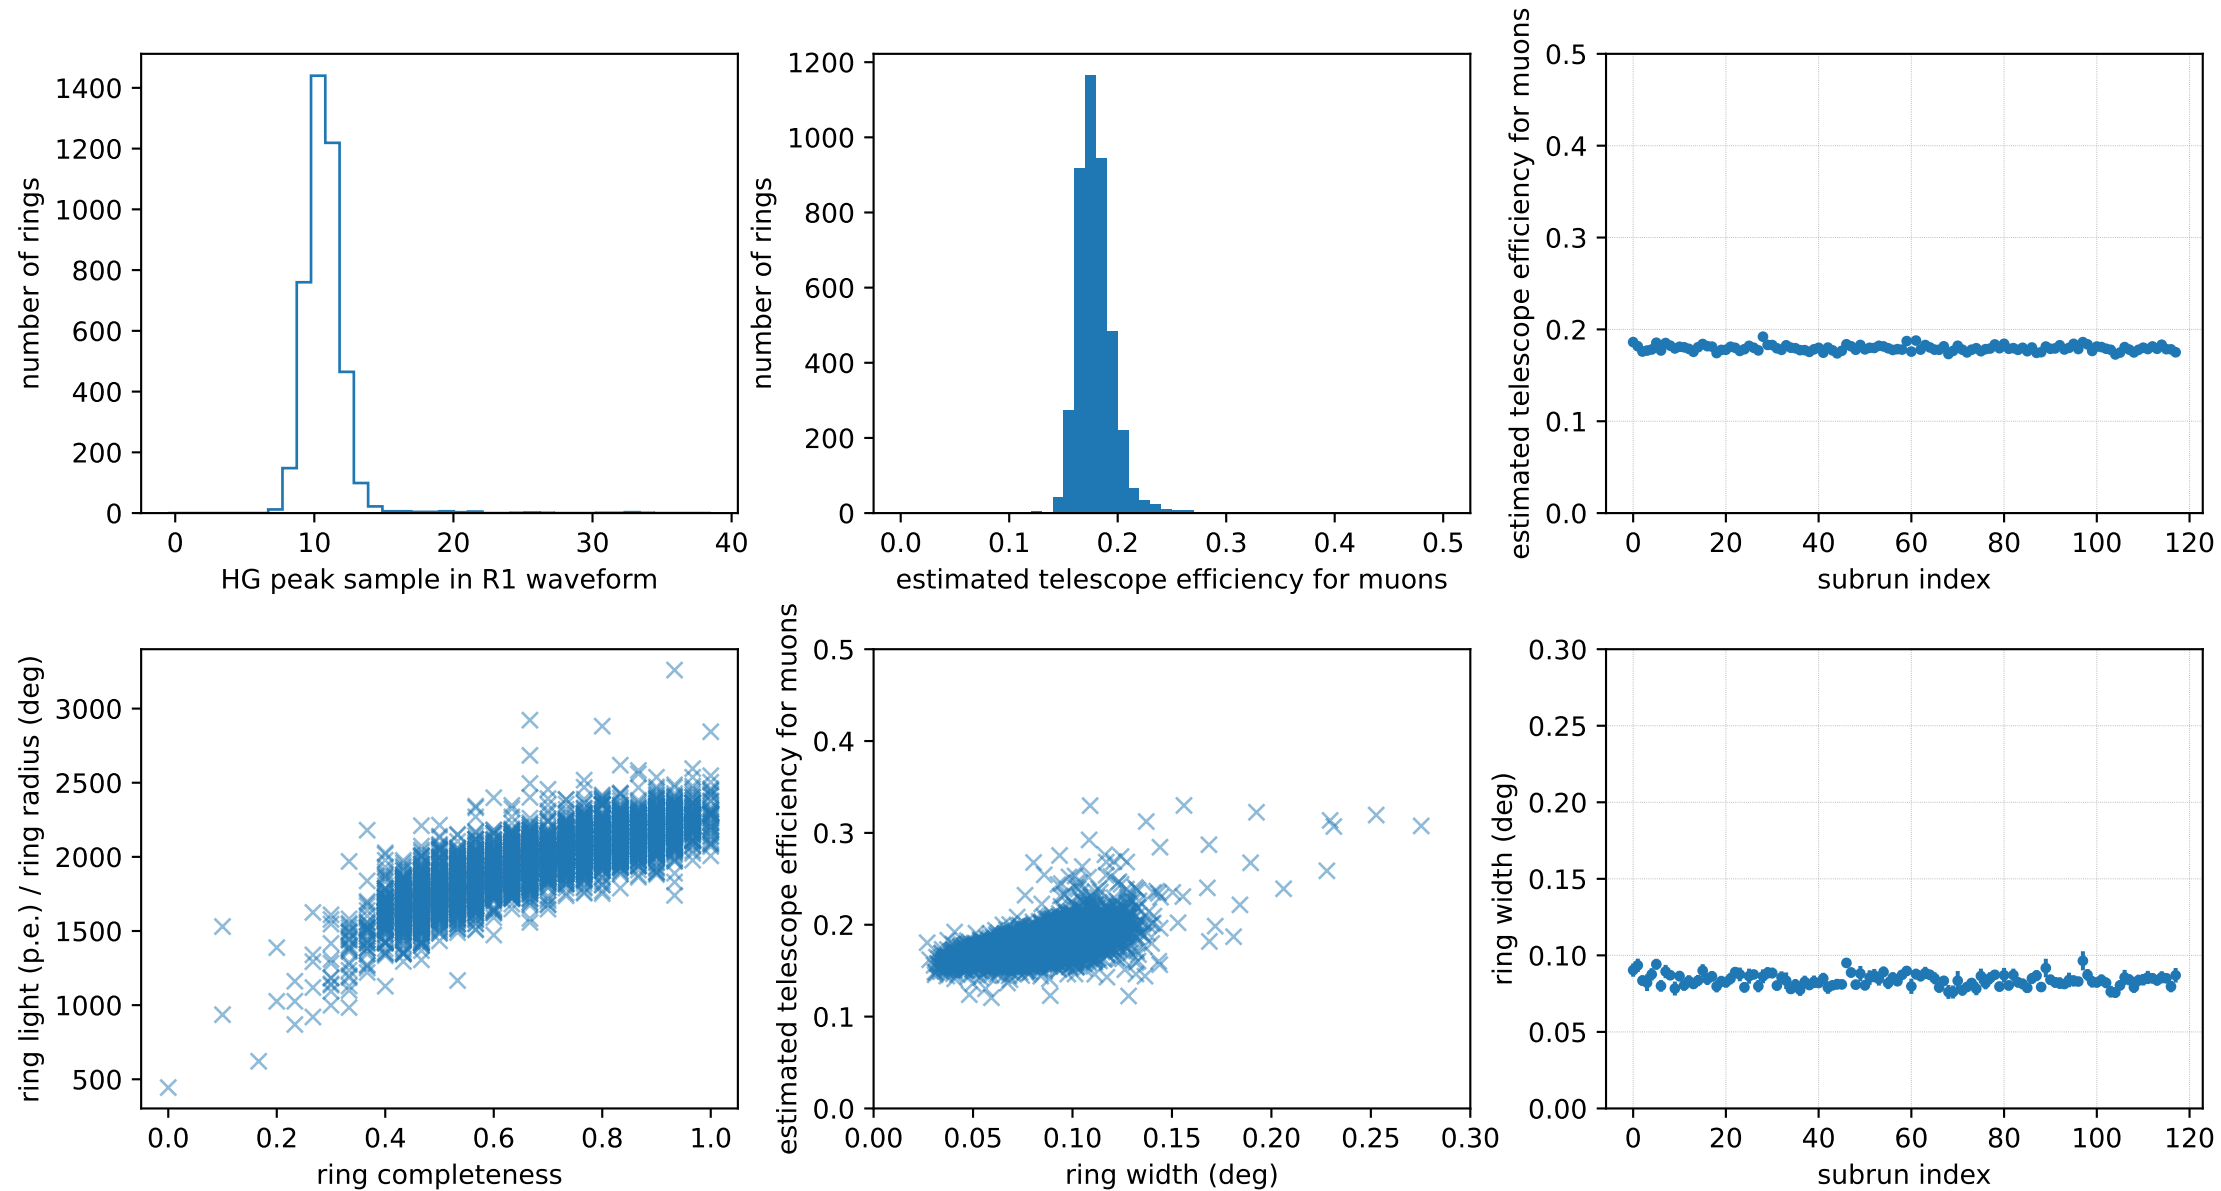 1400
1200
1000
800
600
400
200
0
number of rings
0 10 20 30 40
HG peak sample in R1 waveform
1200
1000
800
600
400
200
0
number of rings
0.0 0.1 0.2 0.3 0.4 0.5
estimated telescope efficiency for muons
0.5
0.4
0.3
0.2
0.1
0.0
estimated telescope efficiency for muons
0 20 40 60 80 100 120
subrun index
3000
2500
2000
1500
1000
500
ring light (p.e.) / ring radius (deg)
0.0 0.2 0.4 0.6 0.8 1.0
ring completeness
0.5
0.4
0.3
0.2
0.1
0.0
estimated telescope efficiency for muons
0.00 0.05 0.10 0.15 0.20 0.25 0.30
ring width (deg)
0.30
0.25
0.20
0.15
0.10
0.05
0.00
ring width (deg)
0 20 40 60 80 100 120
subrun index